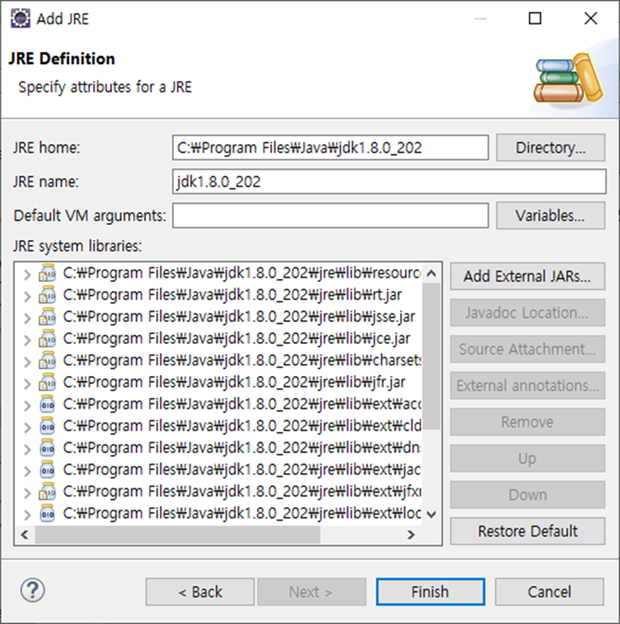 Add JRE
JRE Definition
Specify attributes for a JRE
JRE home:
C:₩Program Files₩Java₩jdk1.8.0_202
Directory...
JRE name:
jdk1.8.0_202
Default VM arguments:
Variables...
JRE system libraries:
C:₩Program Files₩Java₩jdk1.8.0_202₩jre₩lib₩resource
C:₩Program Files₩Java₩jdk1.8.0_202₩jre₩lib₩rt.jar
C:₩Program Files₩Java₩jdk1.8.0_202₩jre₩lib₩jsse.jar
C:₩Program Files₩Java₩jdk1.8.0_202₩jre₩lib₩jce.jar
C:₩Program Files₩Java₩jdk1.8.0_202₩jre₩lib₩charsets
C:₩Program Files₩Java₩jdk1.8.0_202₩jre₩lib₩jfr.jar
C:₩Program Files₩Java₩jdk1.8.0_202₩jre₩lib₩ext₩acc
C:₩Program Files₩Java₩jdk1.8.0_202₩jre₩lib₩ext₩cld
C:₩Program Files₩Java₩jdk1.8.0_202₩jre₩lib₩ext₩dns
C:₩Program Files₩Java₩jdk1.8.0_202₩jre₩lib₩ext₩jac
C:₩Program Files₩Java₩jdk1.8.0_202₩jre₩lib₩ext₩jfxr
C:₩Program Files₩Java₩jdk1.8.0_202₩jre₩lib₩ext₩loc
Add External JARs...
Javadoc Location...
Source Attachment...
External annotations...
Remove
Up
Down
Restore Default
< Back
Next >
Finish
Cancel